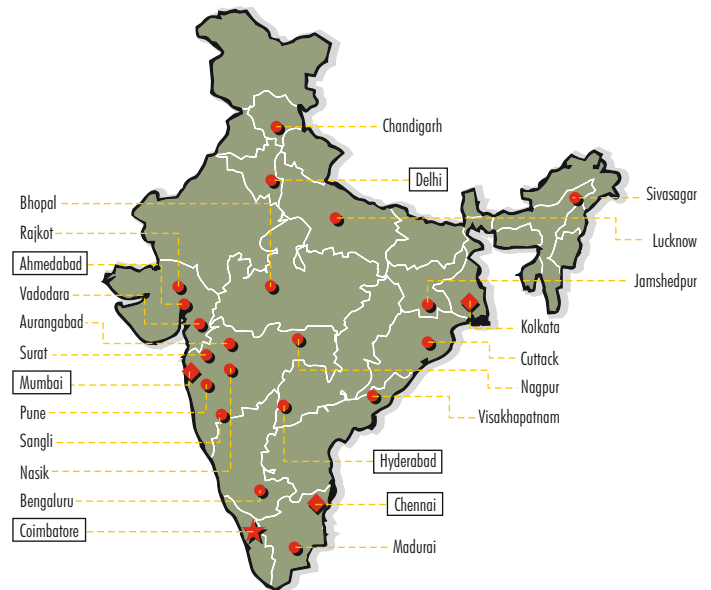 Chandigarh
Delhi
Sivasagar
Bhopal
Lucknow
Rajkot
Ahmedabad
Jamshedpur
Vadodara
Aurangabad
Kolkata
Surat
Cuttack
Mumbai
Nagpur
Pune
Visakhapatnam
Sangli
Hyderabad
Nasik
Bengaluru
Chennai
Coimbatore
Madurai